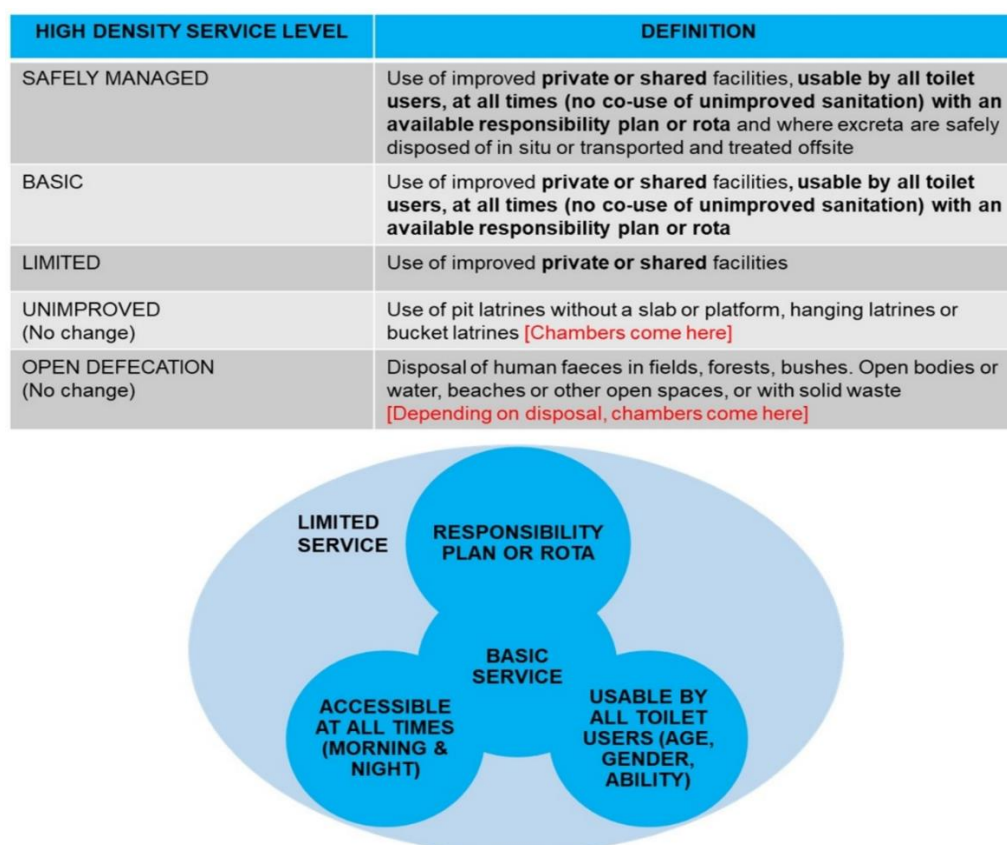 HIGH DENSITY SERVICE LEVEL
DEFINITION
SAFELY MANAGED
Use of improved private or shared facilities, usable by all toilet
users, at all times (no co-use of unimproved sanitation) with an
available responsibility plan or rota and where excreta are safely
disposed of in situ or transported and treated offsite
BASIC
Use of improved private or shared facilities, usable by all toilet
users, at all times (no co-use of unimproved sanitation) with an
available responsibility plan or rota
LIMITED
Use of improved private or shared facilities
UNIMPROVED
(No change)
Use of pit latrines without a slab or platform, hanging latrines or
bucket latrines [Chambers come here]
OPEN DEFECATION
(No change)
Disposal of human faeces in fields, forests, bushes. Open bodies or
water, beaches or other open spaces, or with solid waste
[Depending on disposal, chambers come here]
LIMITED
SERVICE
RESPONSIBILITY
PLAN OR ROTA
BASIC
SERVICE
ACCESSIBLE
AT ALL TIMES
(MORNING &
NIGHT)
USABLE BY
ALL TOILET
USERS (AGE,
GENDER,
ABILITY)